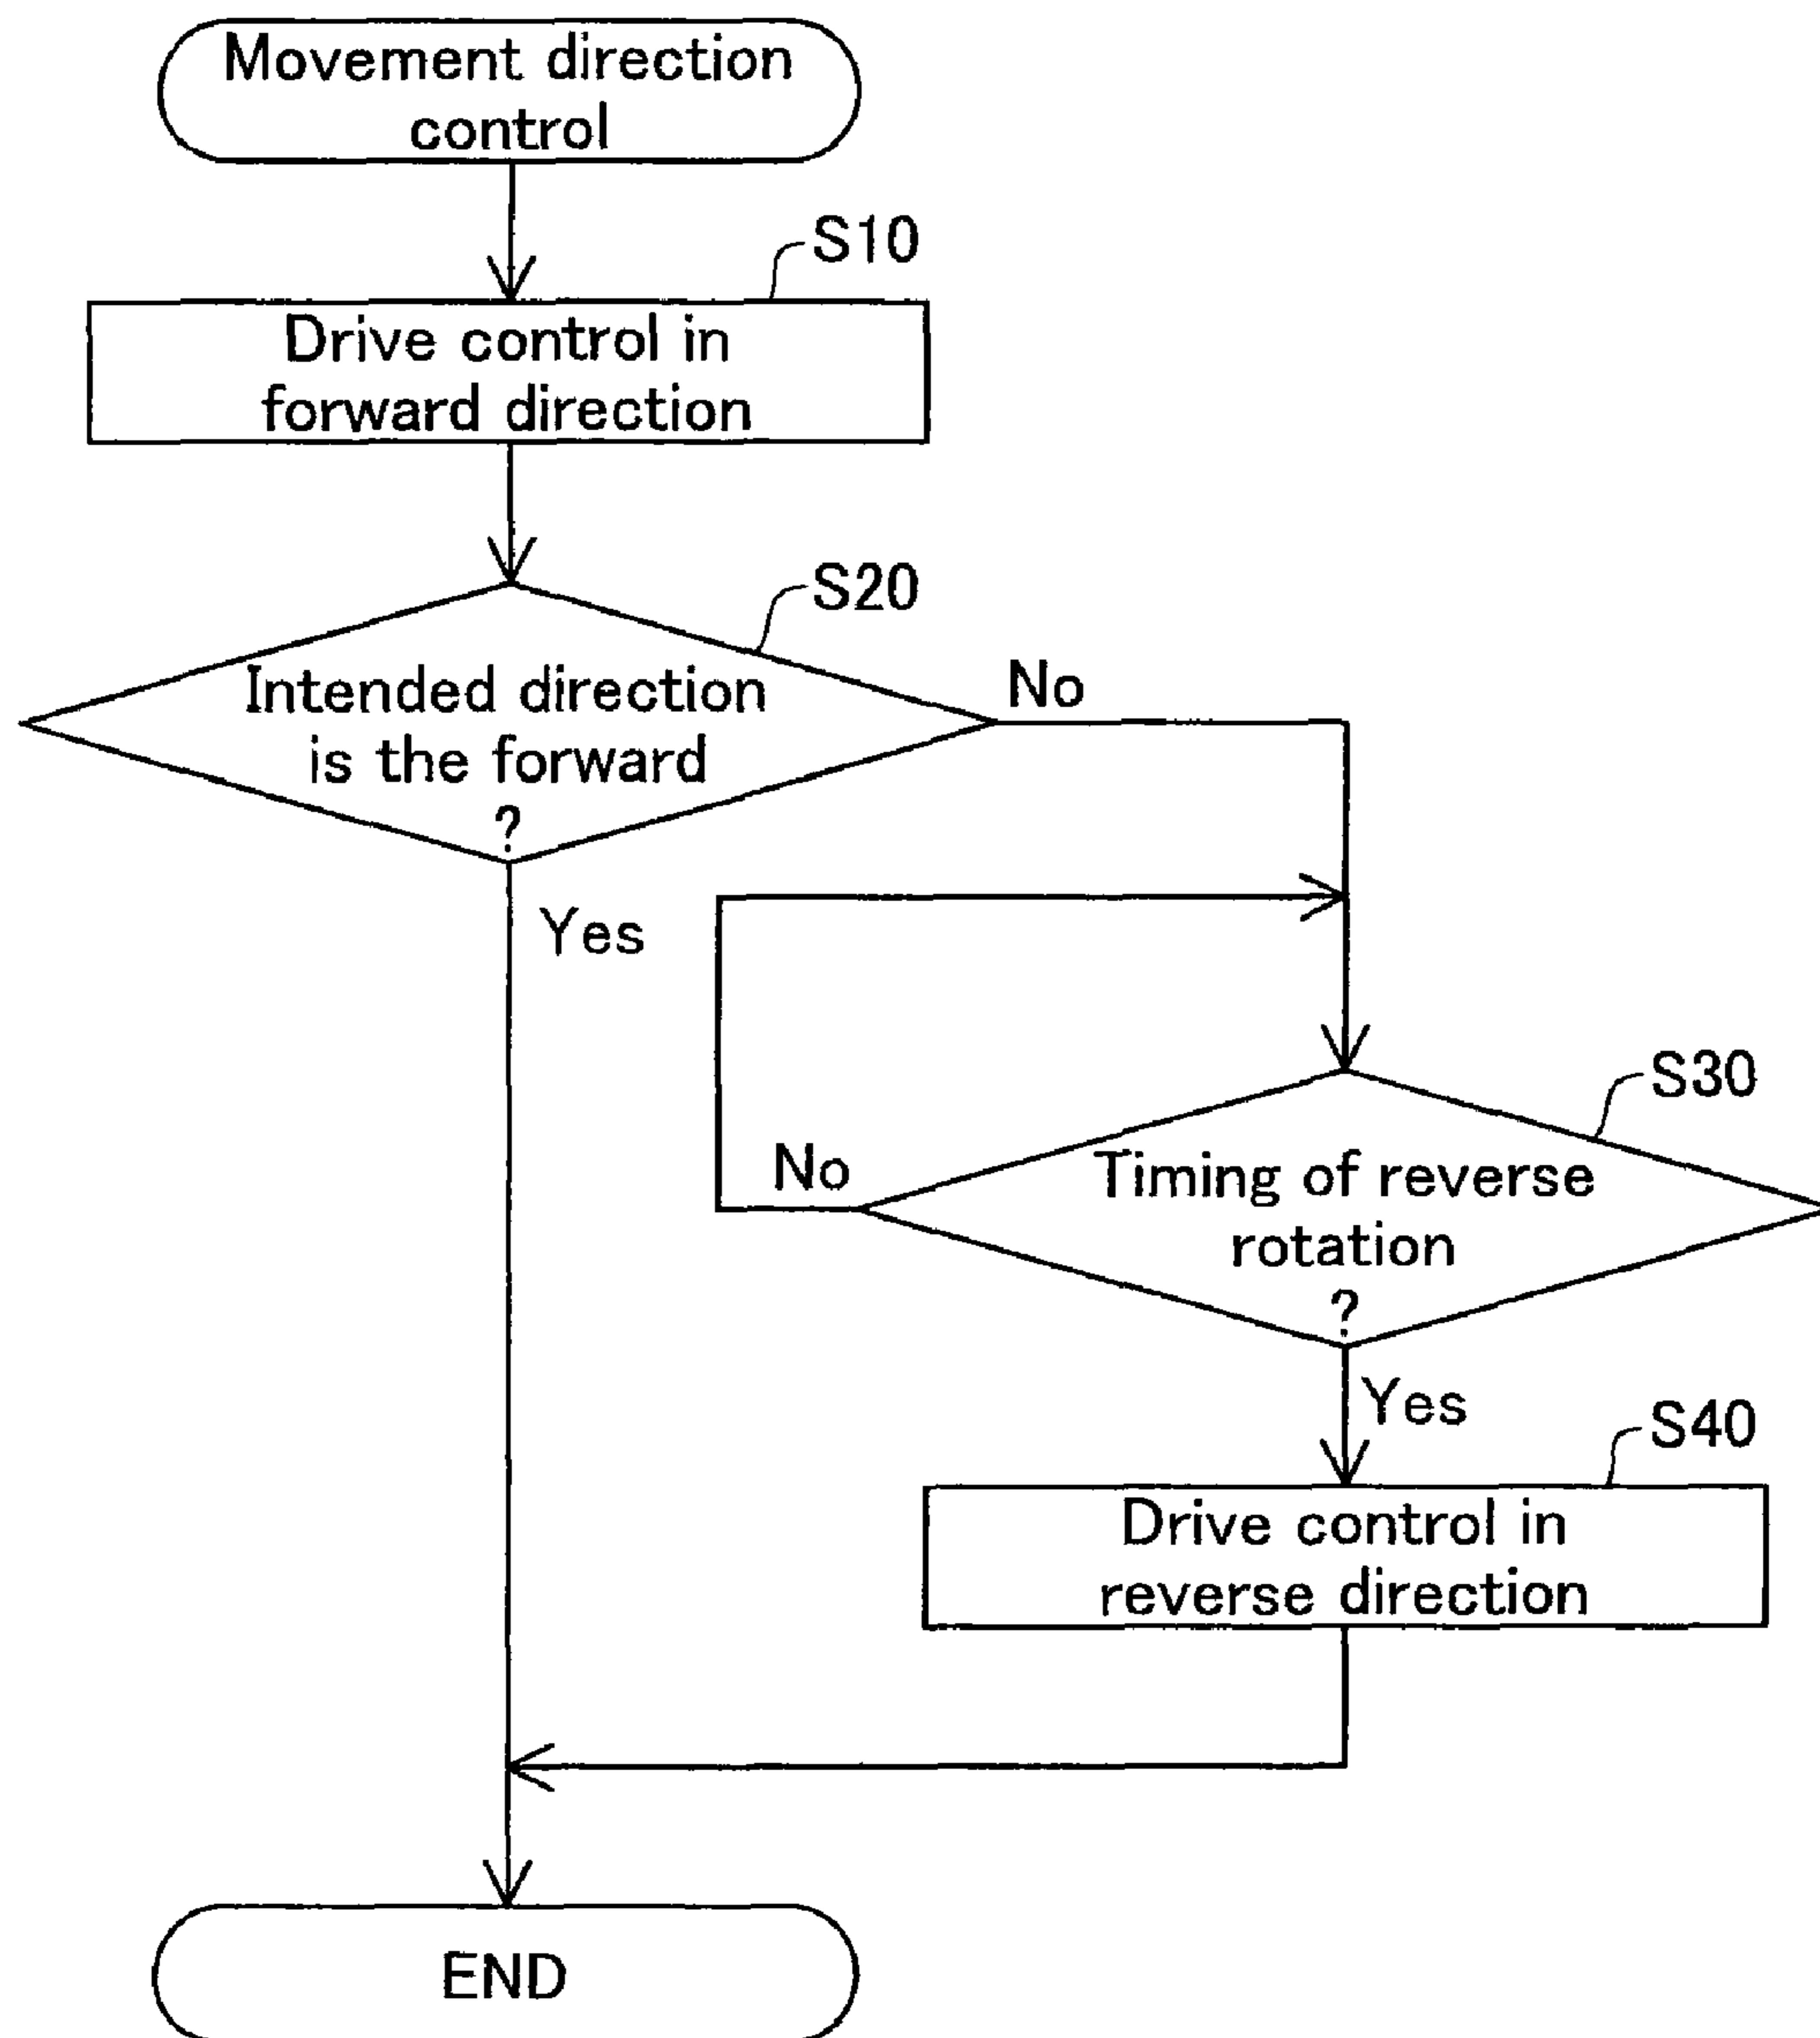 Movement direction
control
S10
Drive control in
forward direction
S20
Intended direction
is the forward
?
No
Yes
S30
Timing of reverse
rotation
?
No
Yes
S40
Drive control in
reverse direction
END